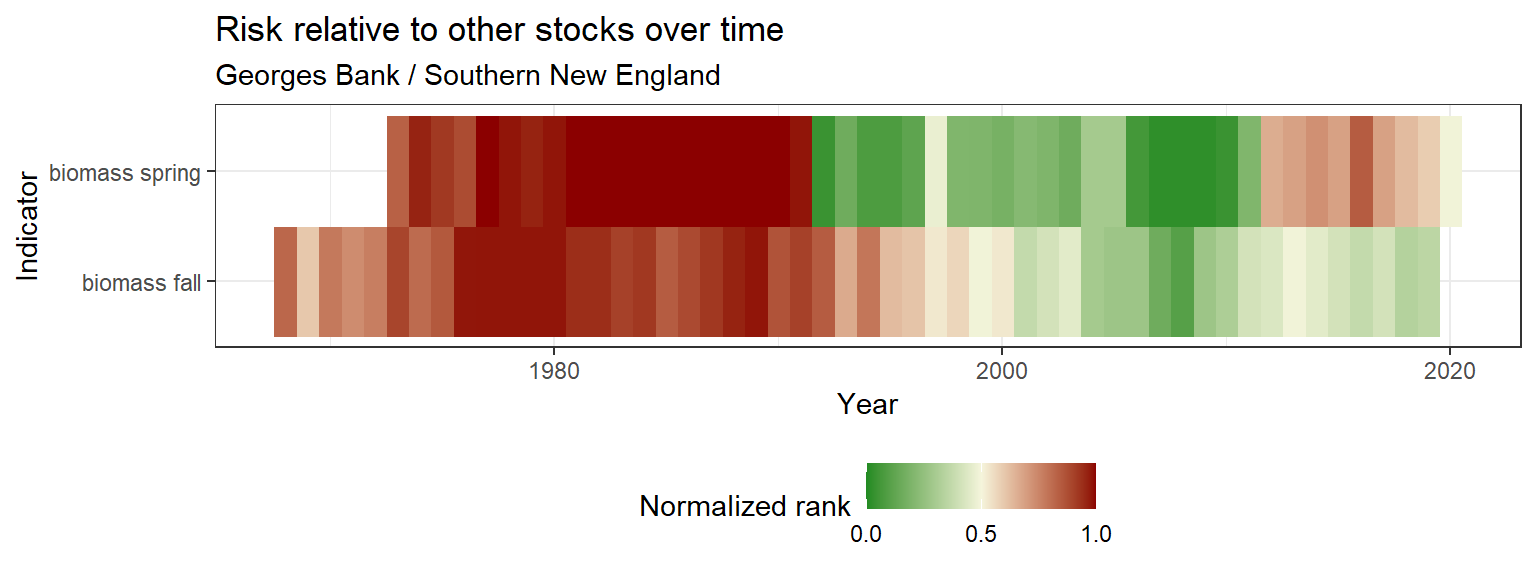 Risk relative to other stocks over time
Georges Bank / Southern New England
Indicator
biomass spring
biomass fall
1980
2000
2020
Year
Normalized rank
0.0
0.5
1.0